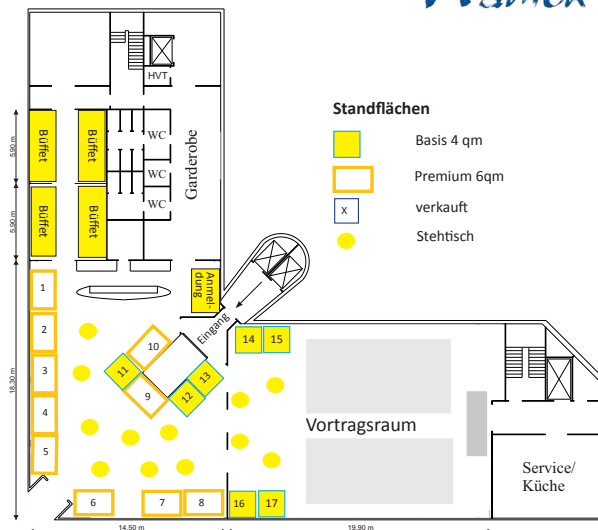 HVT
WC
WC
WC
Garderobe
Büffet
Büffet
Büffet
Büffet
5.90 m
5.90 m
18.30 m
Standflächen
Basis 4 qm
Premium 6qm
x verkauft
Stehtisch
Anmel-
dung
Eingang
1
2
3
4
5
6
7
8
9
10
11
12
13
14
15
16
17
Vortragsraum
Service/
Küche
14.50 m
19.90 m